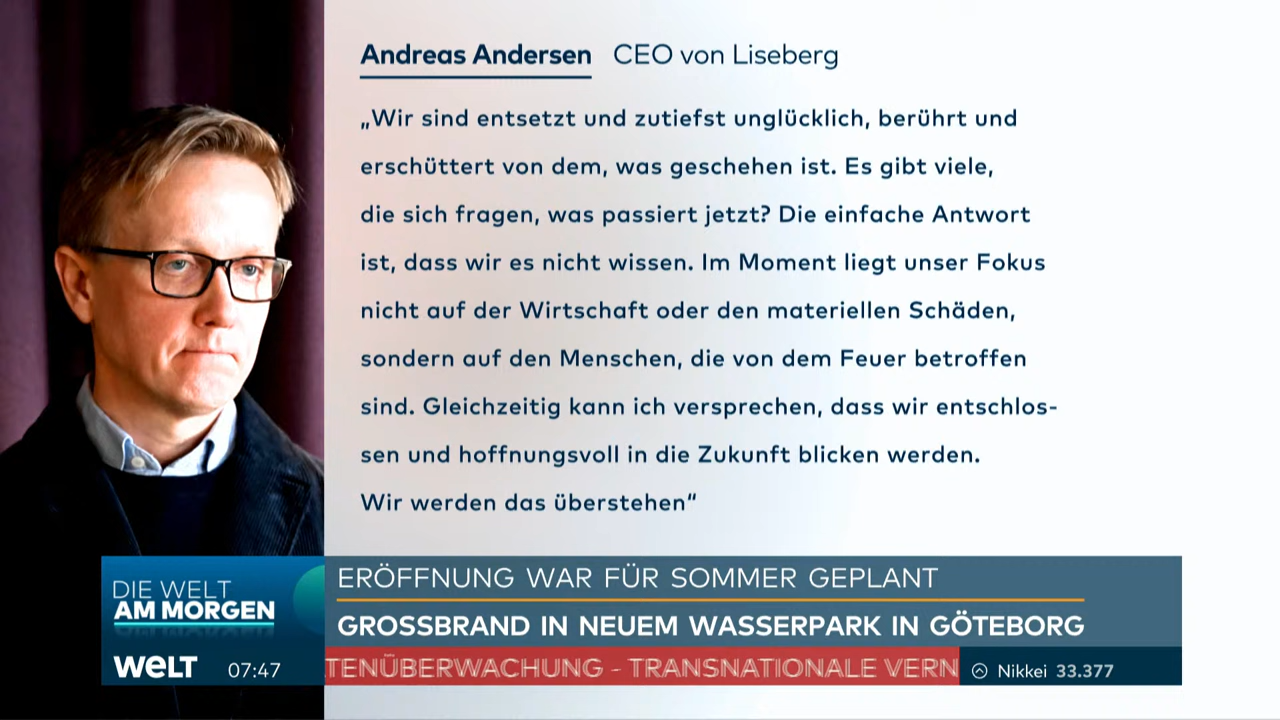 Andreas Andersen CEO von Liseberg
„Wir sind entsetzt und zutiefst unglücklich, berührt und
erschüttert von dem, was geschehen ist. Es gibt viele,
die sich fragen, was passiert jetzt? Die einfache Antwort
ist, dass wir es nicht wissen. Im Moment liegt unser Fokus
nicht auf der Wirtschaft oder den materiellen Schäden,
sondern auf den Menschen, die von dem Feuer betroffen
sind. Gleichzeitig kann ich versprechen, dass wir entschlos-
sen und hoffnungsvoll in die Zukunft blicken werden.
Wir werden das überstehen“
DIE WELT
AM MORGEN
ERÖFFNUNG WAR FÜR SOMMER GEPLANT
GROSSBRAND IN NEUEM WASSERPARK IN GÖTEBORG
welt 07:47 TENÜBERWACHUNG - TRANSNATIONALE VERN Nikkei 33.377